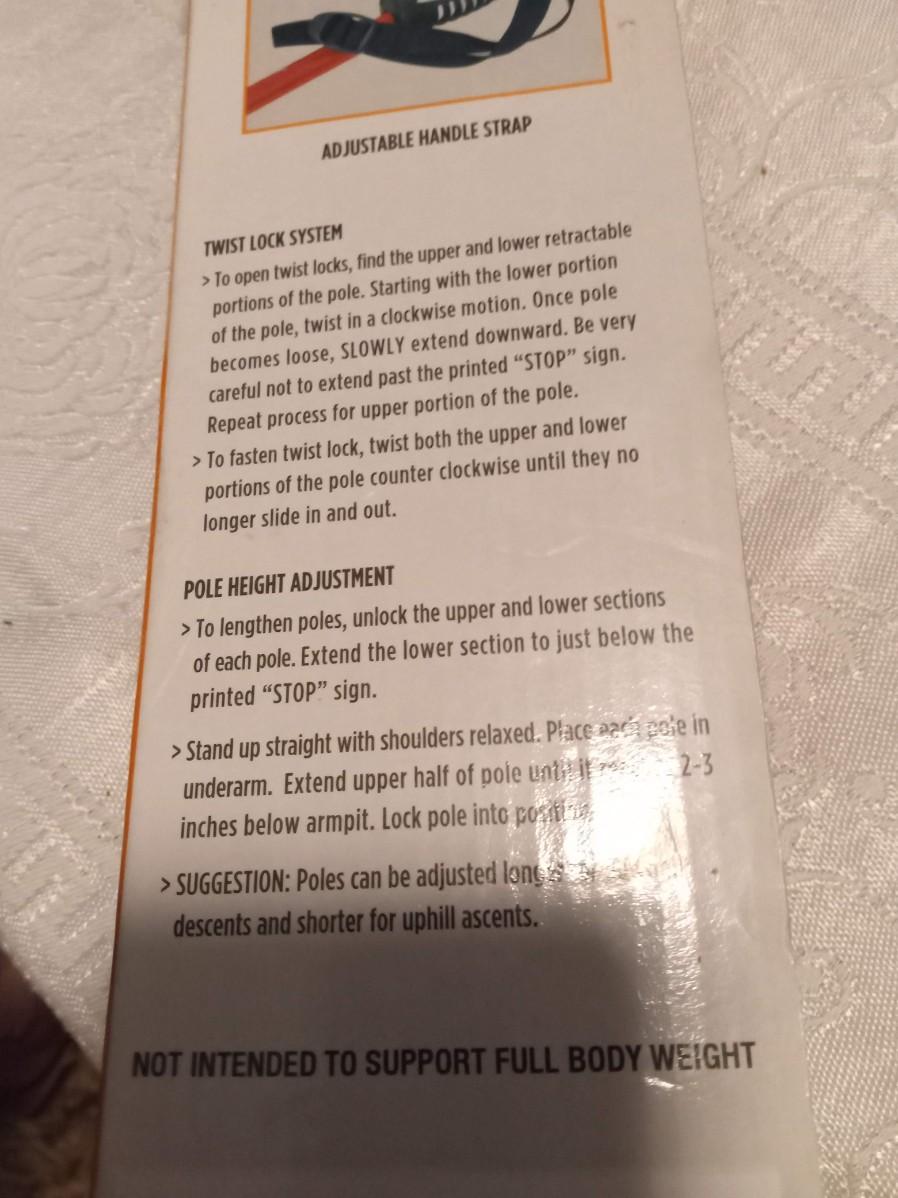 ADJUSTABLE HANDLE STRAP
TWIST LOCK SYSTEM
> To open twist locks, find the upper and lower retractable
portions of the pole. Starting with the lower portion
of the pole, twist in a clockwise motion. Once pole
becomes loose, SLOWLY extend downward. Be very
careful not to extend past the printed “STOP” sign.
Repeat process for upper portion of the pole.
> To fasten twist lock, twist both the upper and lower
portions of the pole counter clockwise until they no
longer slide in and out.
POLE HEIGHT ADJUSTMENT
> To lengthen poles, unlock the upper and lower sections
of each pole. Extend the lower section to just below the
printed “STOP” sign.
> Stand up straight with shoulders relaxed. Place each pole in
underarm. Extend upper half of pole until it 2-3
inches below armpit. Lock pole into position
> SUGGESTION: Poles can be adjusted longer
descents and shorter for uphill ascents.
NOT INTENDED TO SUPPORT FULL BODY WEIGHT